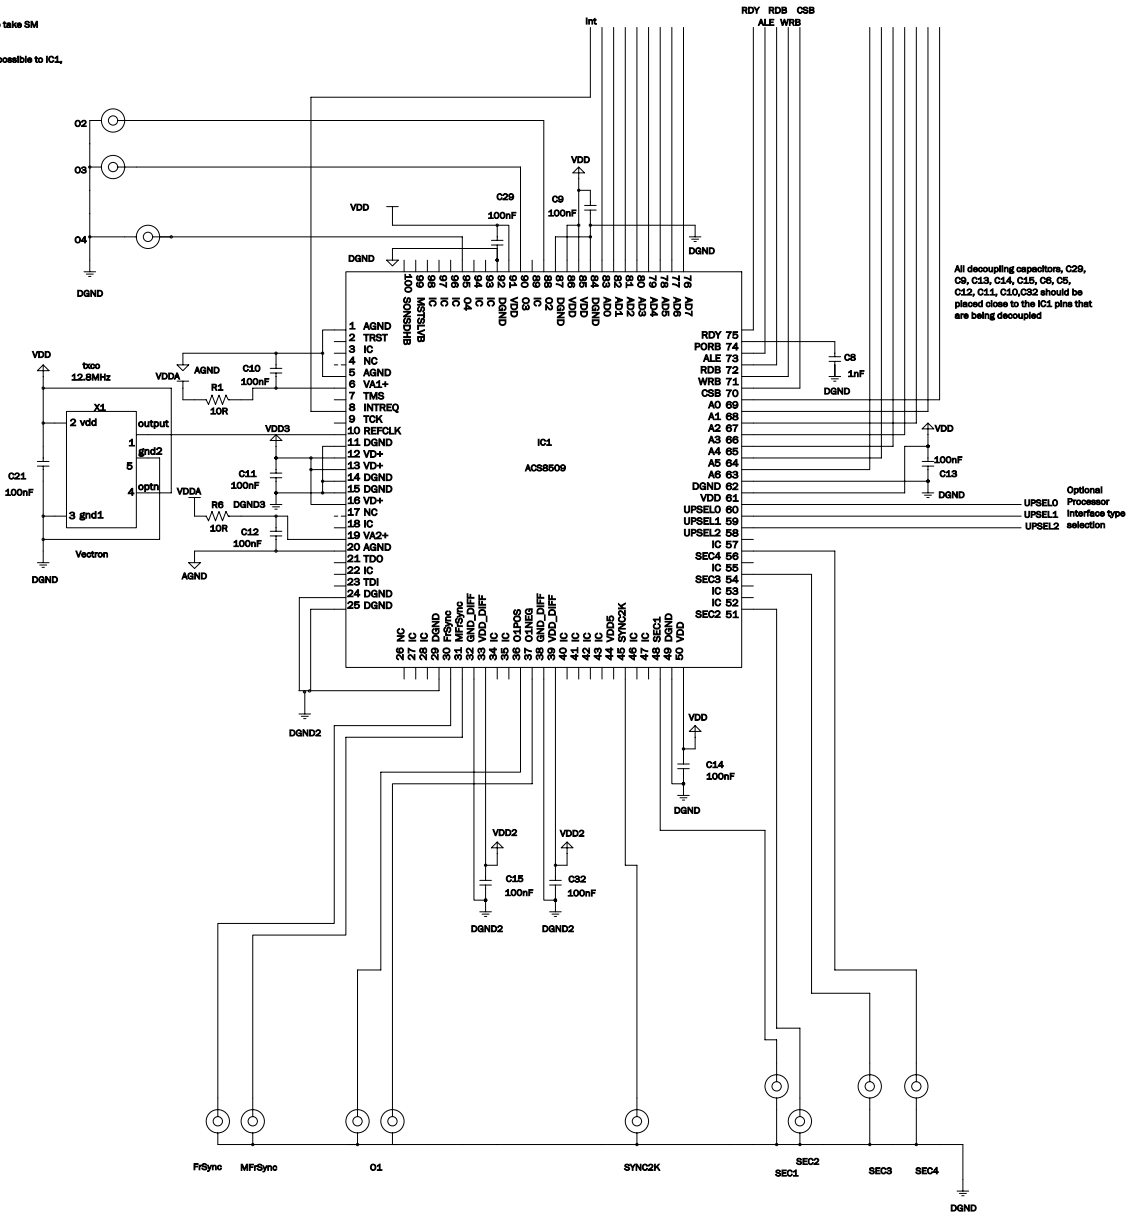 e take SM
possible to IC1,
RDY RDB CSB
ALE WRB
Int
O2
O3
O4
DGND
VDD
C29
100nF
DGND
VDD
C9
100nF
DGND
All decoupling capacitors, C29,
C9, C13, C14, C15, C6, C5,
C12, C11, C10,C32 should be
placed close to the IC1 pins that
are being decoupled
100 SONSDHB
99 MSTSLVB
98 IC
97 IC
96 IC
95 O4
94 IC
93 IC
92 DGND
91 VDD
90 O3
89 IC
88 O2
87 DGND
86 VDD
85 VDD
84 DGND
83 AD0
82 AD1
81 AD2
80 AD3
79 AD4
78 AD5
77 AD6
76 AD7
1 AGND
2 TRST
3 IC
4 NC
5 AGND
6 VA1+
7 TMS
8 INTREQ
9 TCK
10 REFCLK
11 DGND
12 VD+
13 VD+
14 DGND
15 DGND
16 VD+
17 NC
18 IC
19 VA2+
20 AGND
21 TDO
22 IC
23 TDI
24 DGND
25 DGND
RDY 75
PORB 74
ALE 73
RDB 72
WRB 71
CSB 70
A0 69
A1 68
A2 67
A3 66
A4 65
A5 64
A6 63
DGND 62
VDD 61
UPSEL0 60
UPSEL1 59
UPSEL2 58
IC 57
SEC4 56
IC 55
SEC3 54
IC 53
IC 52
SEC2 51
IC1
ACS8509
26 NC
27 IC
28 IC
29 DGND
30 FrSync
31 MFrSync
32 GND_DIFF
33 VDD_DIFF
34 IC
35 IC
36 O1POS
37 O1NEG
38 GND_DIFF
39 VDD_DIFF
40 IC
41 IC
42 IC
43 IC
44 VDD5
45 SYNC2K
46 IC
47 IC
48 SEC1
49 DGND
50 VDD
VDD
txco
12.8MHz
X1
2 vdd
output
1
gnd2
5
optn
4
3 gnd1
Vectron
C21
100nF
DGND
AGND
VDDA
C10
100nF
R1
10R
VDD3
C11
100nF
DGND3
VDDA
R6
10R
C12
100nF
AGND
C8
1nF
DGND
VDD
100nF
C13
DGND
UPSEL0
UPSEL1
UPSEL2
Optional
Processor
Interface type
selection
DGND2
VDD
C14
100nF
DGND
VDD2
C15
100nF
DGND2
VDD2
C32
100nF
DGND2
FrSync
MFrSync
O1
SYNC2K
SEC1
SEC2
SEC3
SEC4
DGND